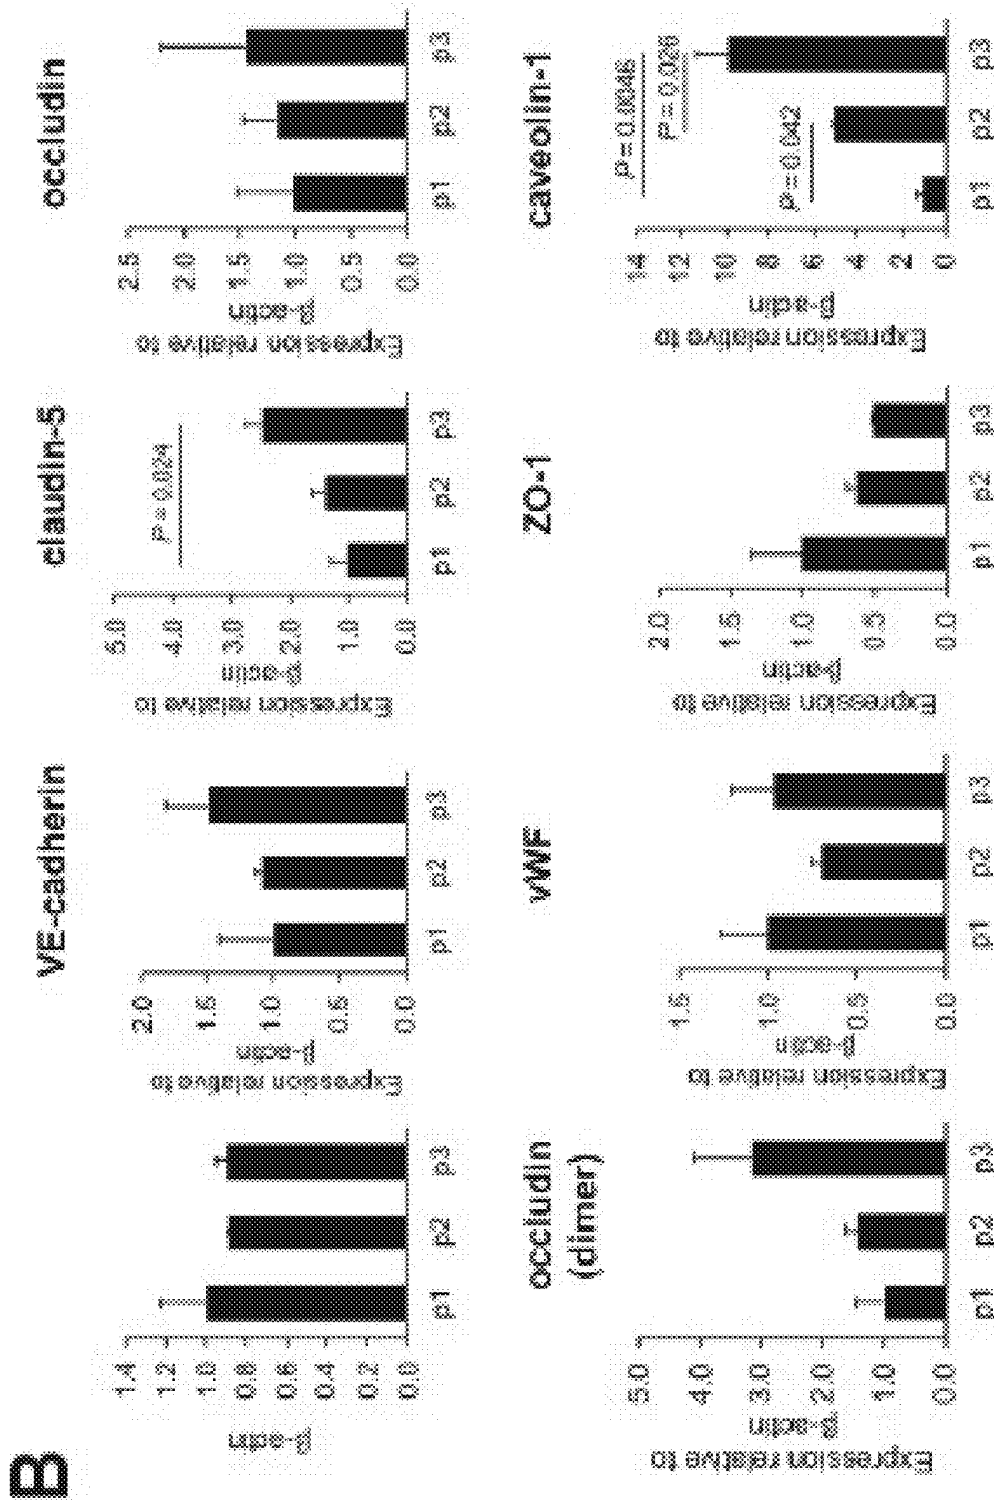 B
β-actin
1.4
1.2
1.0
0.8
0.6
0.4
0.2
0.0
p1
p2
p3
VE-cadherin
Expression relative to
β-actin
2.0
1.5
1.0
0.5
0.0
p1
p2
p3
claudin-5
Expression relative to
β-actin
5.0
4.0
3.0
2.0
1.0
0.0
P = 0.024
p1
p2
p3
occludin
Expression relative to
β-actin
2.5
2.0
1.5
1.0
0.5
0.0
p1
p2
p3
occludin
(dimer)
Expression relative to
β-actin
5.0
4.0
3.0
2.0
1.0
0.0
p1
p2
p3
vWF
Expression relative to
β-actin
1.5
1.0
0.5
0.0
p1
p2
p3
ZO-1
Expression relative to
β-actin
2.0
1.5
1.0
0.5
0.0
p1
p2
p3
caveolin-1
Expression relative to
β-actin
14
12
10
8
6
4
2
0
P = 0.0046
P = 0.026
P = 0.042
p1
p2
p3